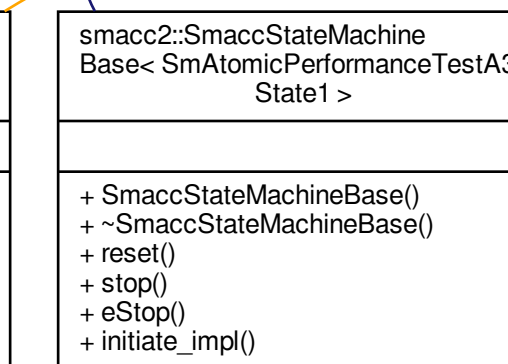 smacc2::SmaccStateMachine
Base< SmAtomicPerformanceTestA3
State1 >
+ SmaccStateMachineBase()
+ ~SmaccStateMachineBase()
+ reset()
+ stop()
+ eStop()
+ initiate_impl()